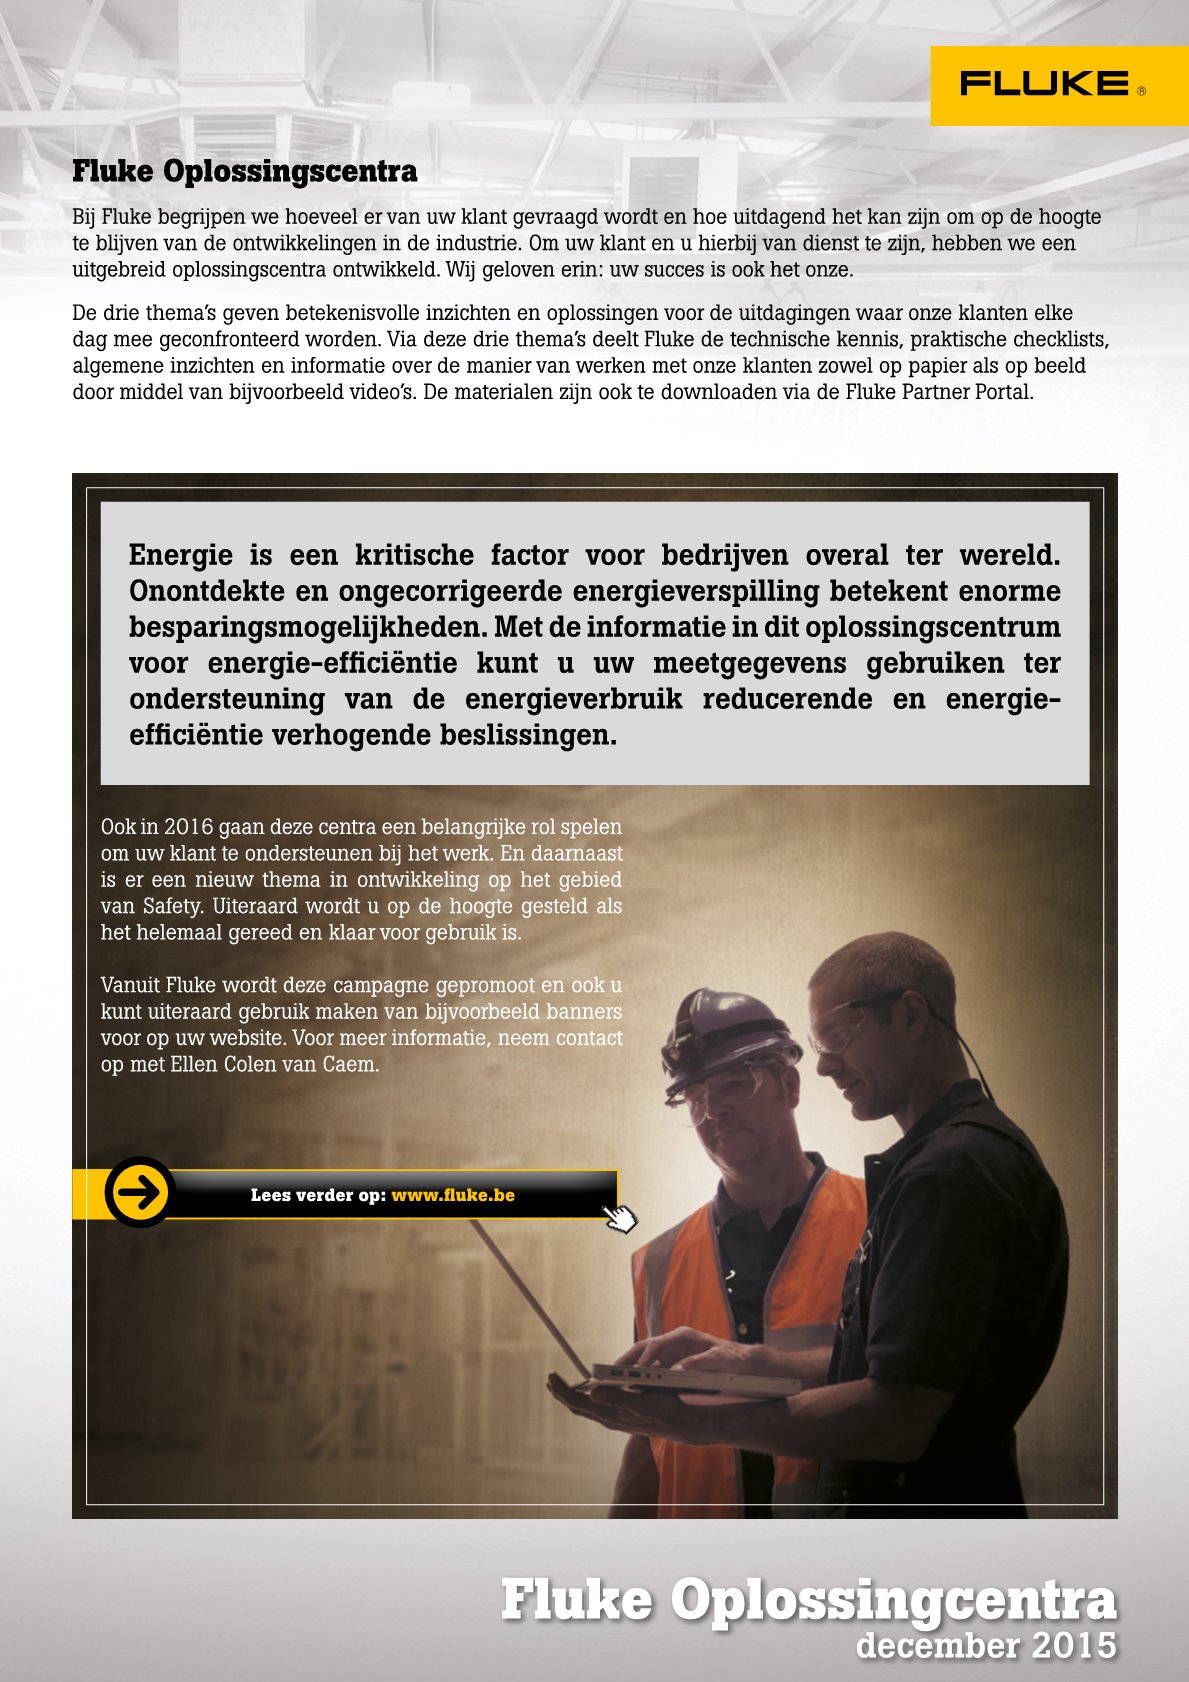 FLUKE ®
Fluke Oplossingscentra
Bij Fluke begrijpen we hoeveel er van uw klant gevraagd wordt en hoe uitdagend het kan zijn om op de hoogte
te blijven van de ontwikkelingen in de industrie. Om uw klant en u hierbij van dienst te zijn, hebben we een
uitgebreid oplossingscentra ontwikkeld. Wij geloven erin: uw succes is ook het onze.
De drie thema’s geven betekenisvolle inzichten en oplossingen voor de uitdagingen waar onze klanten elke
dag mee geconfronteerd worden. Via deze drie thema’s deelt Fluke de technische kennis, praktische checklists,
algemene inzichten en informatie over de manier van werken met onze klanten zowel op papier als op beeld
door middel van bijvoorbeeld video’s. De materialen zijn ook te downloaden via de Fluke Partner Portal.
Energie is een kritische factor voor bedrijven overal ter wereld.
Onontdekte en ongecorrigeerde energieverspilling betekent enorme
besparingsmogelijkheden. Met de informatie in dit oplossingscentrum
voor energie-efficiëntie kunt u uw meetgegevens gebruiken ter
ondersteuning van de energieverbruik reducerende en energie-
efficiëntie verhogende beslissingen.
Ook in 2016 gaan deze centra een belangrijke rol spelen
om uw klant te ondersteunen bij het werk. En daarnaast
is er een nieuw thema in ontwikkeling op het gebied
van Safety. Uiteraard wordt u op de hoogte gesteld als
het helemaal gereed en klaar voor gebruik is.
Vanuit Fluke wordt deze campagne gepromoot en ook u
kunt uiteraard gebruik maken van bijvoorbeeld banners
voor op uw website. Voor meer informatie, neem contact
op met Ellen Colen van Caem.
Lees verder op: www.fluke.be
Fluke Oplossingcentra
december 2015